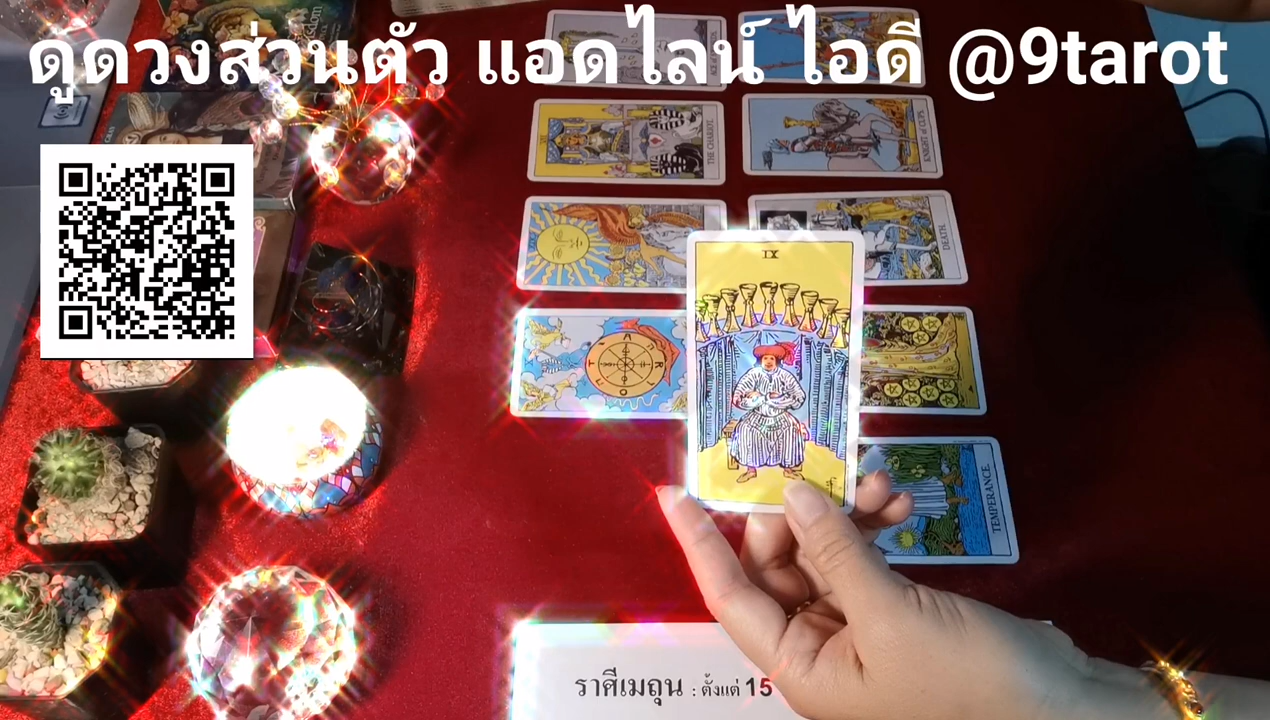 ดูดวงส่วนตัว แอดไลน์ ไอดี @9tarot
THE CHARIOT.
KNIGHT of CUPS.
DEATH.
IX
TEMPERANCE.
ราศีเมถุน : ตั้งแต่ 15